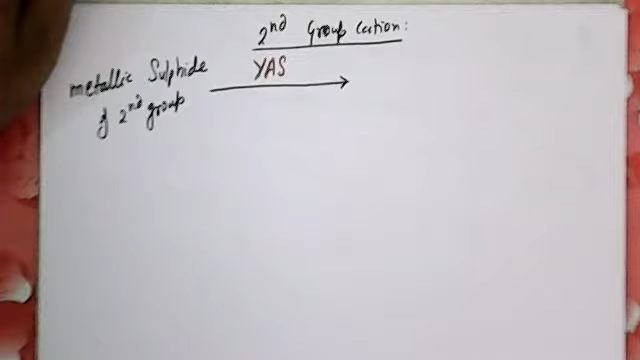 2nd Group Cation:
metallic Sulphide
of 2nd group
YAS